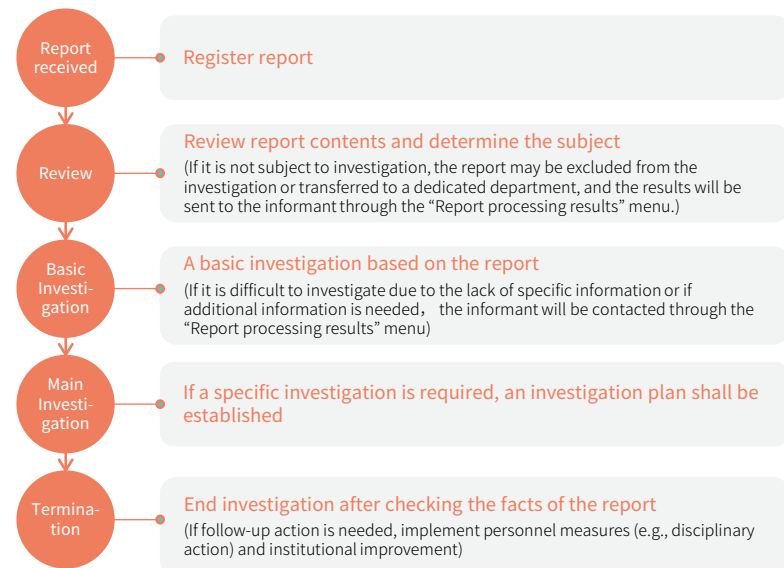 Report
received
Register report
Review
Review report contents and determine the subject
(If it is not subject to investigation, the report may be excluded from the
investigation or transferred to a dedicated department, and the results will be
sent to the informant through the “Report processing results” menu.)
Basic
Investi-
gation
A basic investigation based on the report
(If it is difficult to investigate due to the lack of specific information or if
additional information is needed， the informant will be contacted through the
“Report processing results” menu)
Main
Investi-
gation
If a specific investigation is required, an investigation plan shall be
established
Termina-
tion
End investigation after checking the facts of the report
(If follow-up action is needed, implement personnel measures (e.g., disciplinary
action) and institutional improvement)